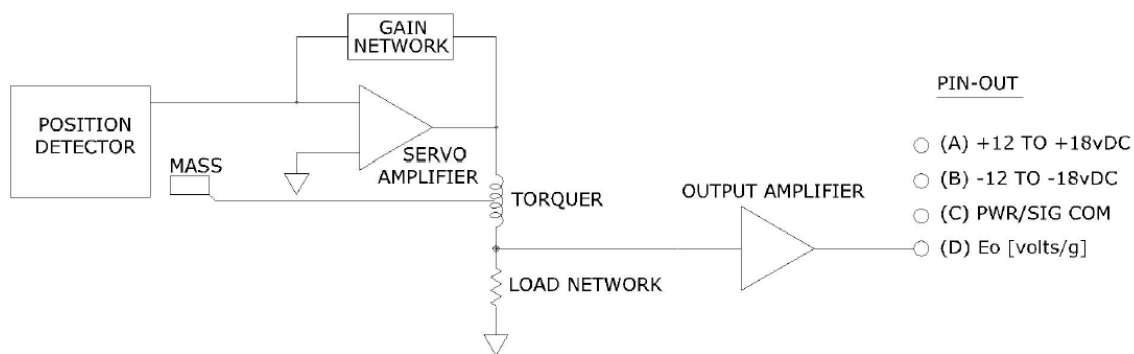 GAIN
NETWORK
POSITION
DETECTOR
MASS
SERVO
AMPLIFIER
TORQUER
LOAD NETWORK
OUTPUT AMPLIFIER
PIN-OUT
(A) +12 TO +18vDC
(B) -12 TO -18vDC
(C) PWR/SIG COM
(D) Eo [volts/g]